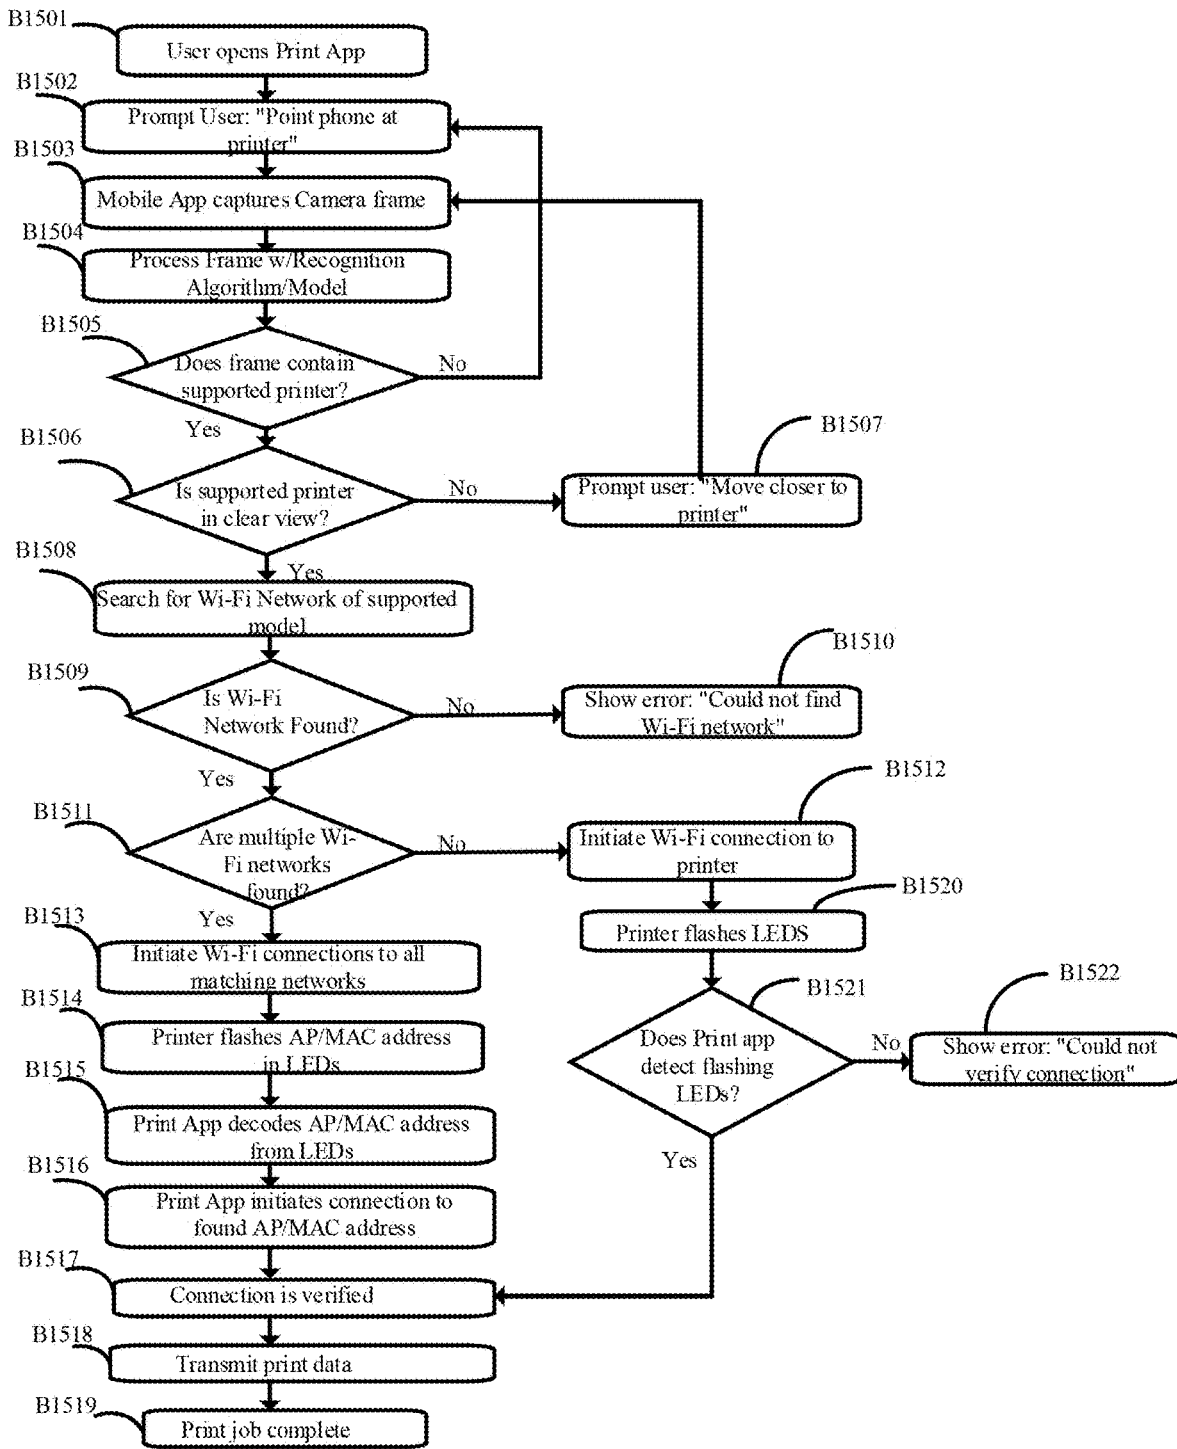 B1501
User opens Print App
B1502
Prompt User: "Point phone at
printer"
B1503
Mobile App captures Camera frame
B1504
Process Frame w/Recognition
Algorithm/Model
B1505
Does frame contain
supported printer?
No
Yes
B1506
Is supported printer
in clear view?
No
B1507
Prompt user: "Move closer to
printer"
Yes
B1508
Search for Wi-Fi Network of supported
model
B1509
Is Wi-Fi
Network Found?
No
B1510
Show error: "Could not find
Wi-Fi network"
Yes
B1511
Are multiple Wi-
Fi networks
found?
No
B1512
Initiate Wi-Fi connection to
printer
Yes
B1520
Printer flashes LEDS
B1513
Initiate Wi-Fi connections to all
matching networks
B1521
Does Print app
detect flashing
LEDs?
No
B1522
Show error: "Could not
verify connection"
Yes
B1514
Printer flashes AP/MAC address
in LEDs
B1515
Print App decodes AP/MAC address
from LEDs
B1516
Print App initiates connection to
found AP/MAC address
B1517
Connection is verified
B1518
Transmit print data
B1519
Print job complete